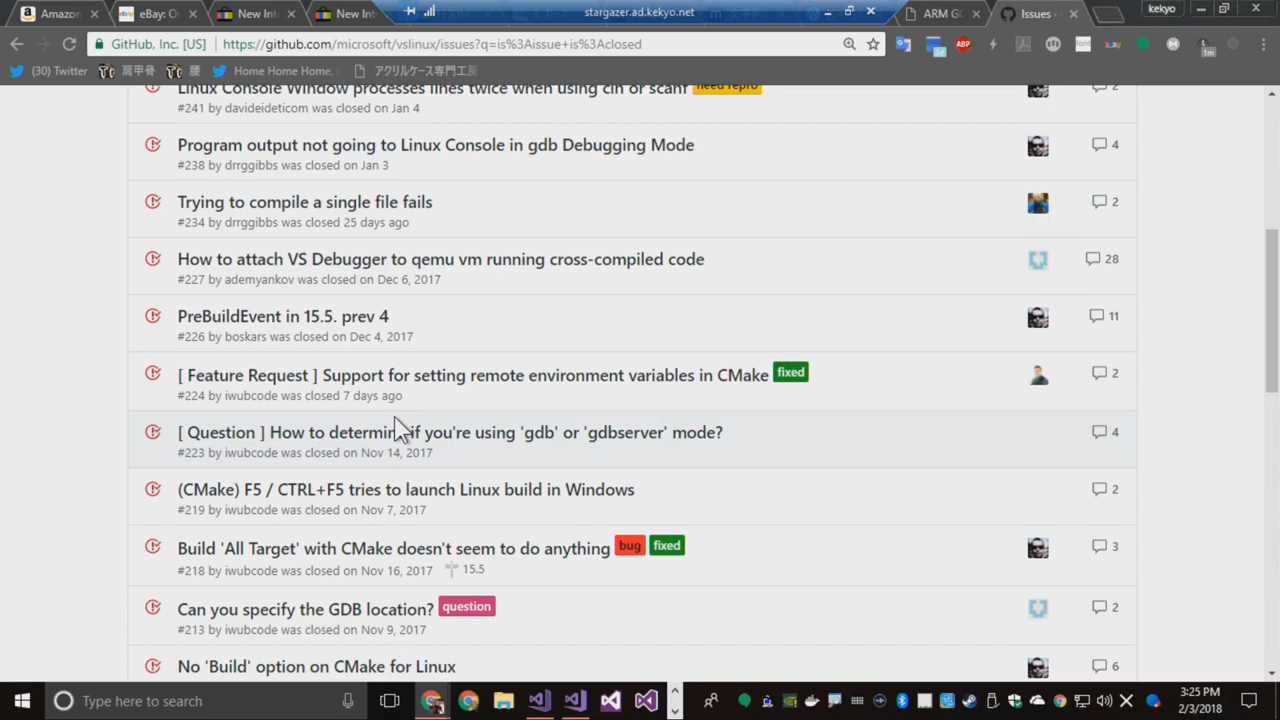 Amazon
eBay: O
New Int
New Int
stargazer.ad.kekyo.net
ARM G
Issues ·
kekyo
GitHub, Inc. [US]
https://github.com/microsoft/vslinux/issues?q=is%3Aissue+is%3Aclosed
(30) Twitter
肩甲骨
腰
Home Home Home,
アクリルケース専門工房
1m
Linux Console Window processes lines twice when using cin or scanf need repro 2
#241 by davideideticom was closed on Jan 4
Program output not going to Linux Console in gdb Debugging Mode 4
#238 by drrggibbs was closed on Jan 3
Trying to compile a single file fails 2
#234 by drrggibbs was closed 25 days ago
How to attach VS Debugger to qemu vm running cross-compiled code 28
#227 by ademyankov was closed on Dec 6, 2017
PreBuildEvent in 15.5. prev 4 11
#226 by boskars was closed on Dec 4, 2017
[ Feature Request ] Support for setting remote environment variables in CMake fixed 2
#224 by iwubcode was closed 7 days ago
[ Question ] How to determine if you're using 'gdb' or 'gdbserver' mode? 4
#223 by iwubcode was closed on Nov 14, 2017
(CMake) F5 / CTRL+F5 tries to launch Linux build in Windows 2
#219 by iwubcode was closed on Nov 7, 2017
Build 'All Target' with CMake doesn't seem to do anything bug fixed 3
#218 by iwubcode was closed on Nov 16, 2017 15.5
Can you specify the GDB location? question 2
#213 by iwubcode was closed on Nov 9, 2017
No 'Build' option on CMake for Linux 6
Type here to search
3:25 PM
2/3/2018